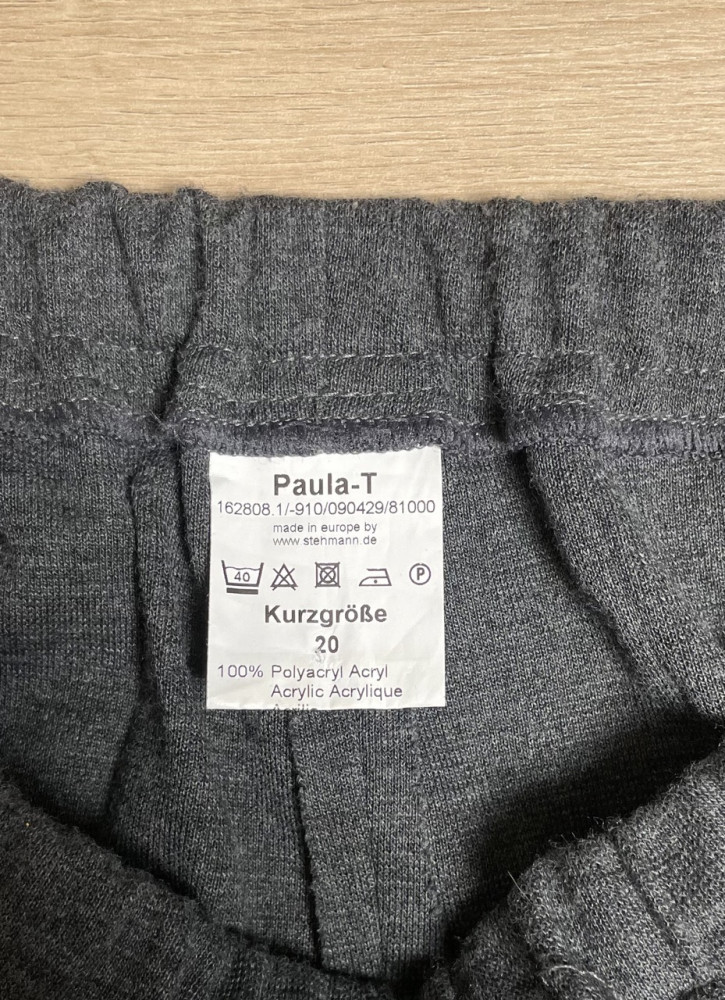 Paula-T
162808.1/-910/090429/81000
made in europe by
www.stehmann.de
40
P
Kurzgröße
20
100% Polyacryl Acryl
Acrylic Acrylique